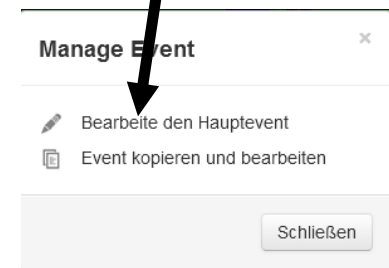 Manage Event
×
Bearbeite den Hauptevent
Event kopieren und bearbeiten
Schließen